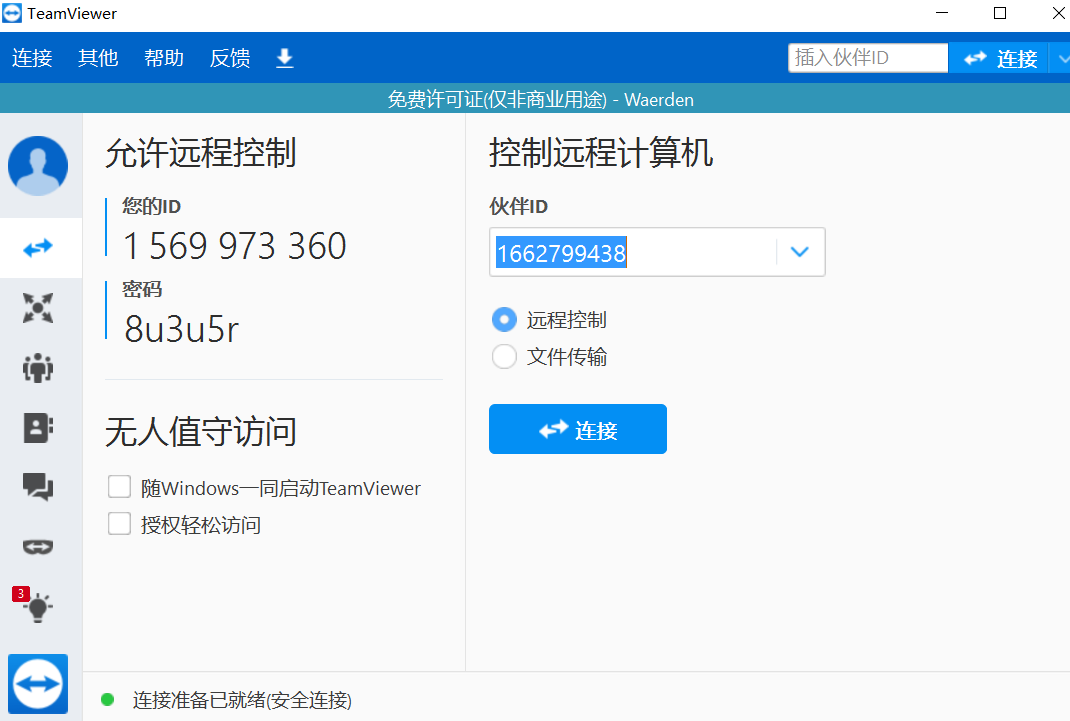 TeamViewer
连接 其他 帮助 反馈
插入伙伴ID 连接
免费许可证(仅非商业用途) - Waerden
允许远程控制
您的ID
1 569 973 360
密码
8u3u5r
无人值守访问
随Windows一同启动TeamViewer
授权轻松访问
控制远程计算机
伙伴ID
1662799438
远程控制
文件传输
连接
3
连接准备已就绪(安全连接)